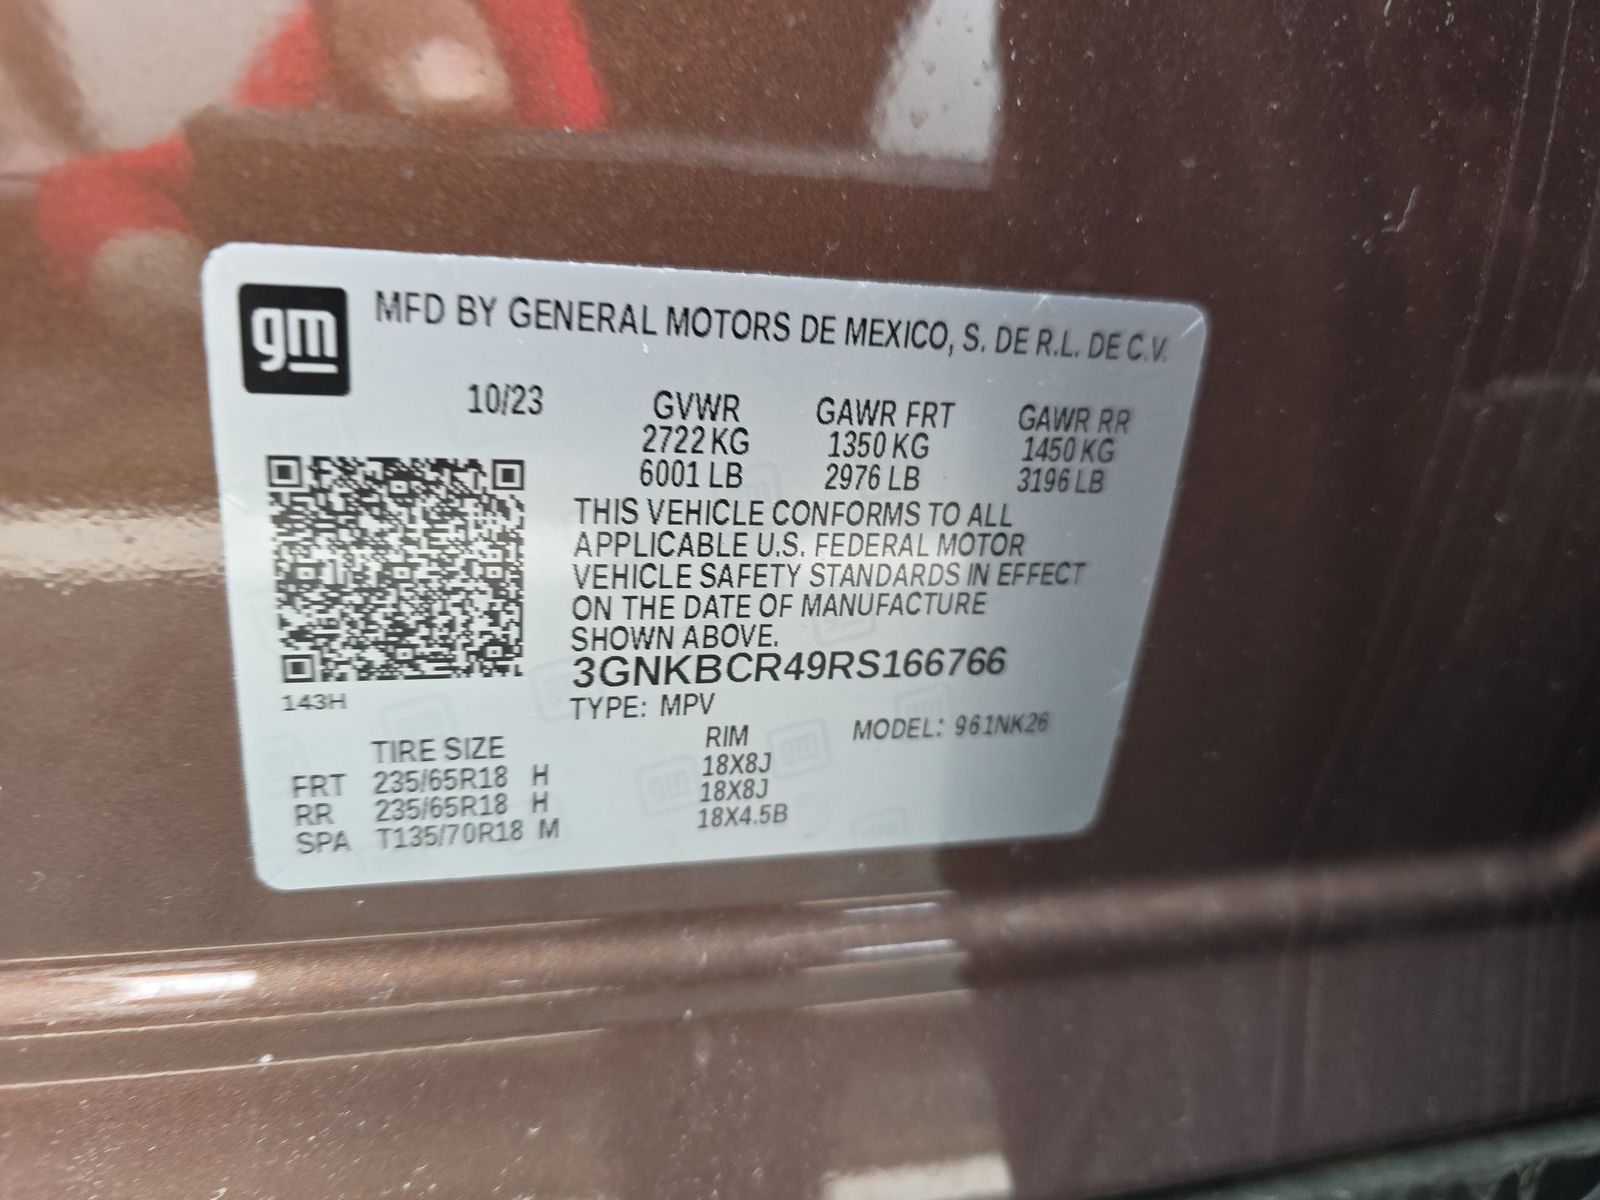 gm
MFD BY GENERAL MOTORS DE MEXICO, S. DE R.L. DE C.V.
10/23 GVWR GAWR FRT GAWR RR
2722 KG 1350 KG 1450 KG
6001 LB 2976 LB 3196 LB
THIS VEHICLE CONFORMS TO ALL
APPLICABLE U.S. FEDERAL MOTOR
VEHICLE SAFETY STANDARDS IN EFFECT
ON THE DATE OF MANUFACTURE
SHOWN ABOVE.
3GNKBCR49RS166766
143H
TYPE: MPV
MODEL: 961NK26
TIRE SIZE RIM
FRT 235/65R18 H 18X8J
RR 235/65R18 H 18X8J
SPA T135/70R18 M 18X4.5B